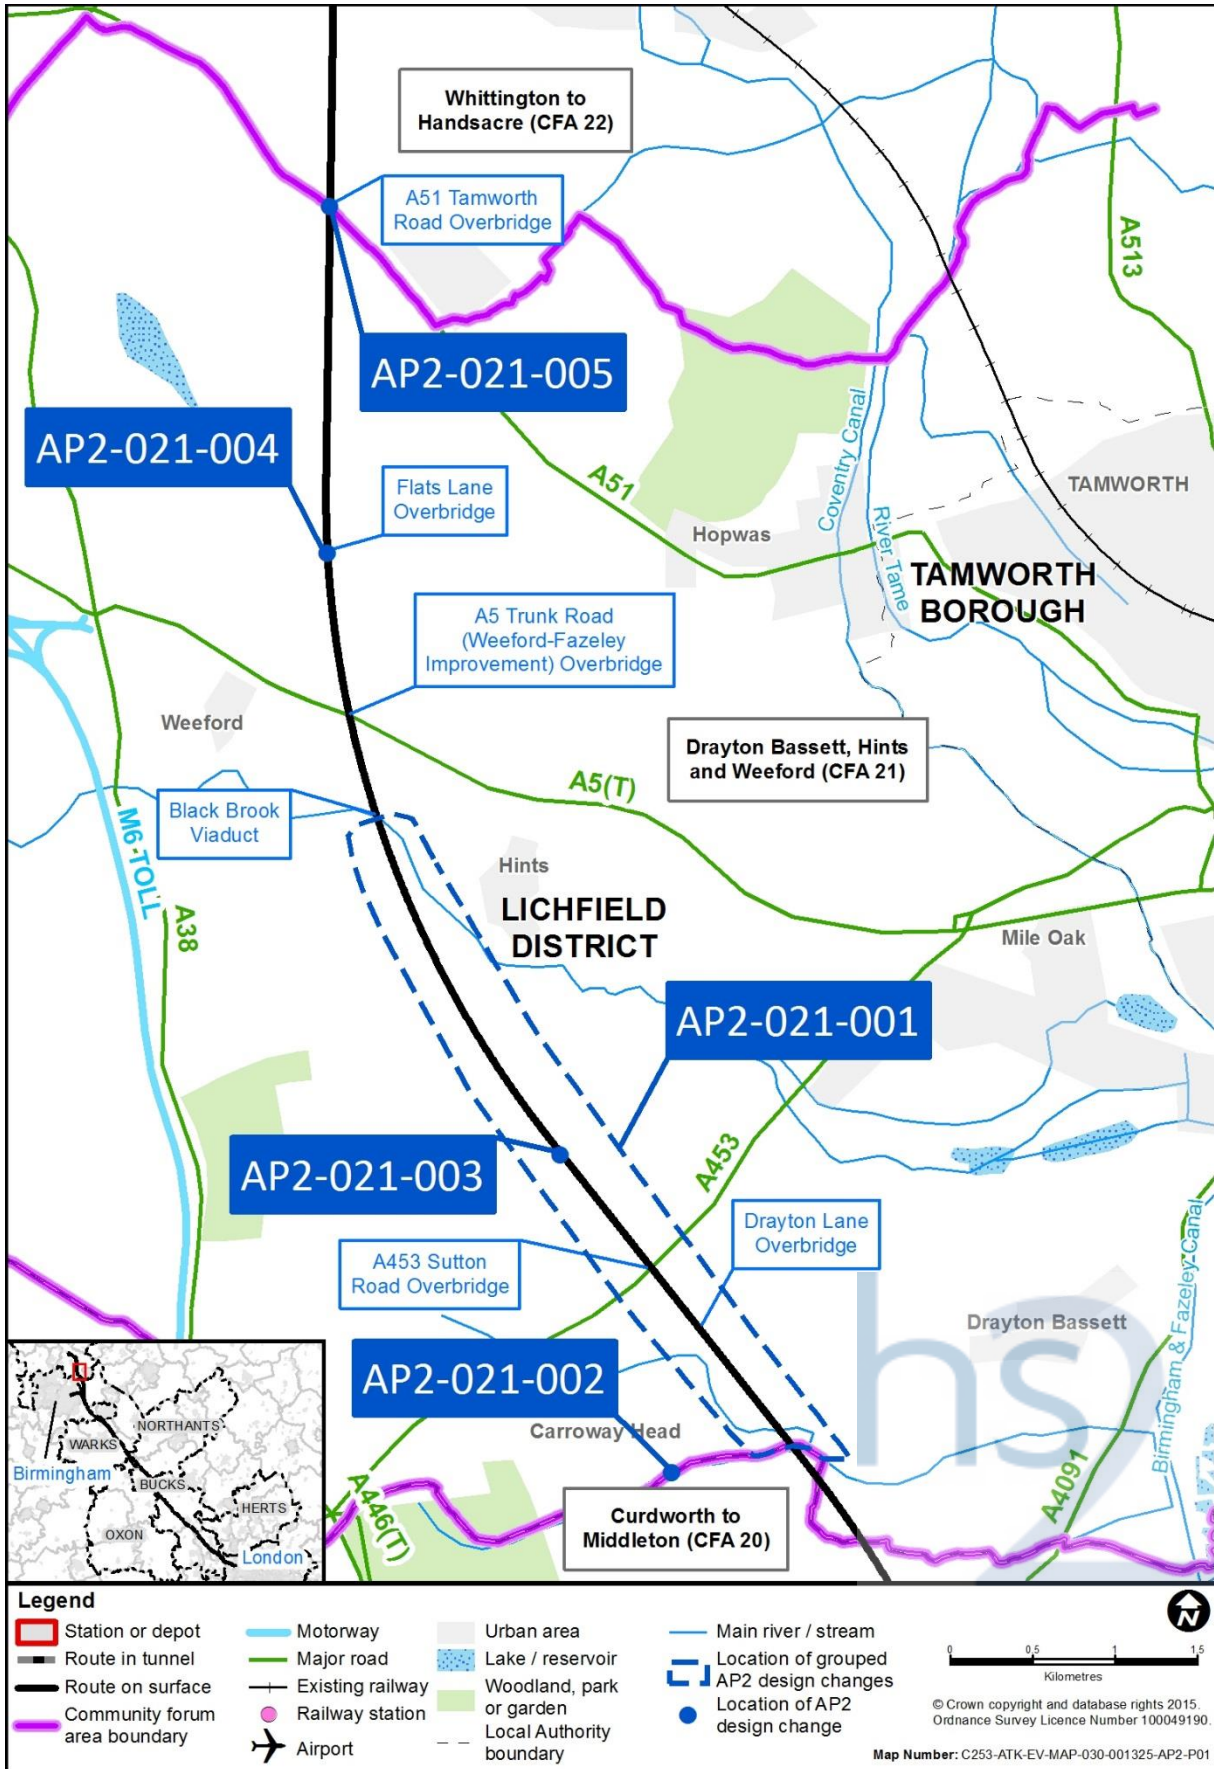 Whittington to
Handsacre (CFA 22)
A51 Tamworth
Road Overbridge
A513
AP2-021-005
AP2-021-004
Flats Lane
Overbridge
A51
Coventry Canal
River Tame
TAMWORTH
Hopwas
TAMWORTH
BOROUGH
A5 Trunk Road
(Weeford-Fazeley
Improvement) Overbridge
Weeford
Drayton Bassett, Hints
and Weeford (CFA 21)
A5(T)
Black Brook
Viaduct
M6 TOLL
A38
Hints
LICHFIELD
DISTRICT
Mile Oak
AP2-021-001
AP2-021-003
A453
Drayton Lane
Overbridge
A453 Sutton
Road Overbridge
hs2
Drayton Bassett
Birmingham & Fazeley Canal
AP2-021-002
Carroway Head
A446(T)
A4091
Curdworth to
Middleton (CFA 20)
NORTHANTS
WARKS
Birmingham
BUCKS
HERTS
OXON
London
Legend
Station or depot
Route in tunnel
Route on surface
Community forum
area boundary
Motorway
Major road
Existing railway
Railway station
Airport
Urban area
Lake / reservoir
Woodland, park
or garden
Local Authority
boundary
Main river / stream
Location of grouped
AP2 design changes
Location of AP2
design change
N
0 0.5 1 1.5
Kilometres
© Crown copyright and database rights 2015.
Ordnance Survey Licence Number 100049190.
Map Number: C253-ATK-EV-MAP-030-001325-AP2-P01